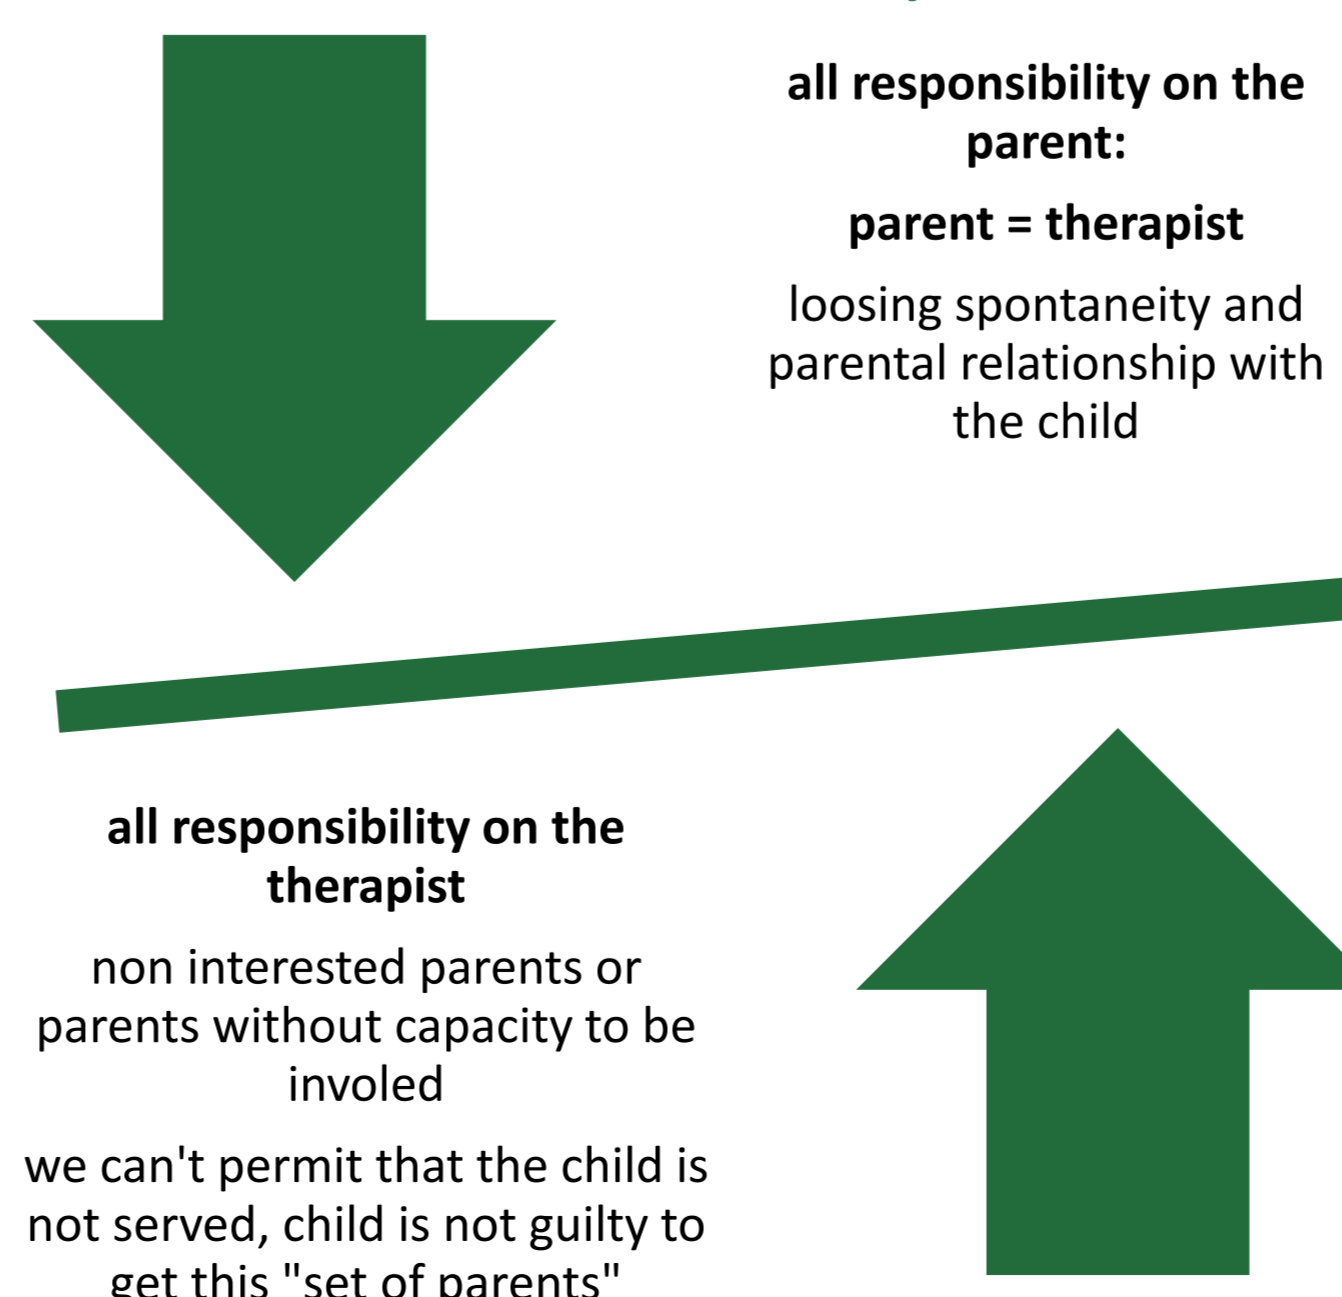 all responsibility on the
parent:
parent = therapist
loosing spontaneity and
parental relationship with
the child
all responsibility on the
therapist
non interested parents or
parents without capacity to be
involed
we can't permit that the child is
not served, child is not guilty to
get this "set of parents"